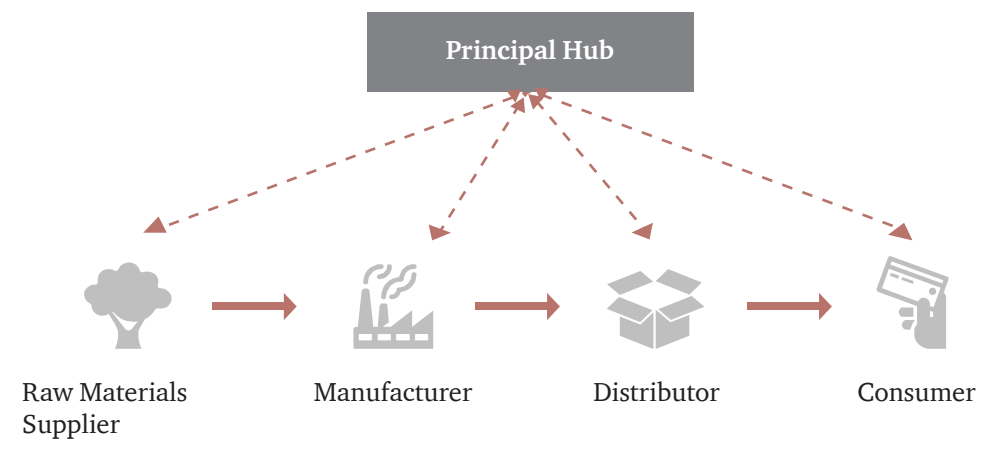 Principal Hub
Raw Materials
Supplier
Manufacturer
Distributor
Consumer